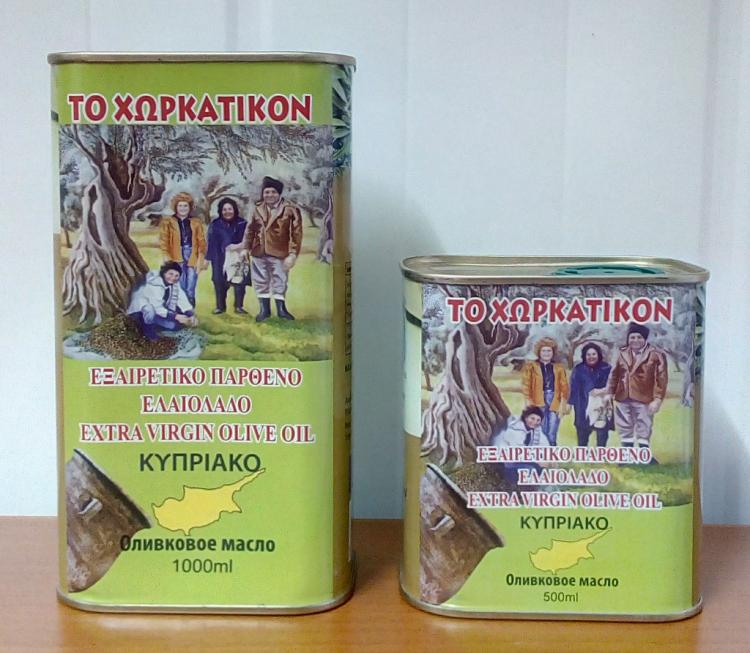 ΤΟ ΧΩΡΚΑΤΙΚΟΝ
ΕΞΑΙΡΕΤΙΚΟ ΠΑΡΘΕΝΟ
ΕΛΑΙΟΛΑΔΟ
EXTRA VIRGIN OLIVE OIL
ΚΥΠΡΙΑΚΟ
Оливковое масло
1000ml
ΤΟ ΧΩΡΚΑΤΙΚΟΝ
ΕΞΑΙΡΕΤΙΚΟ ΠΑΡΘΕΝΟ
ΕΛΑΙΟΛΑΔΟ
EXTRA VIRGIN OLIVE OIL
ΚΥΠΡΙΑΚΟ
Оливковое масло
500ml